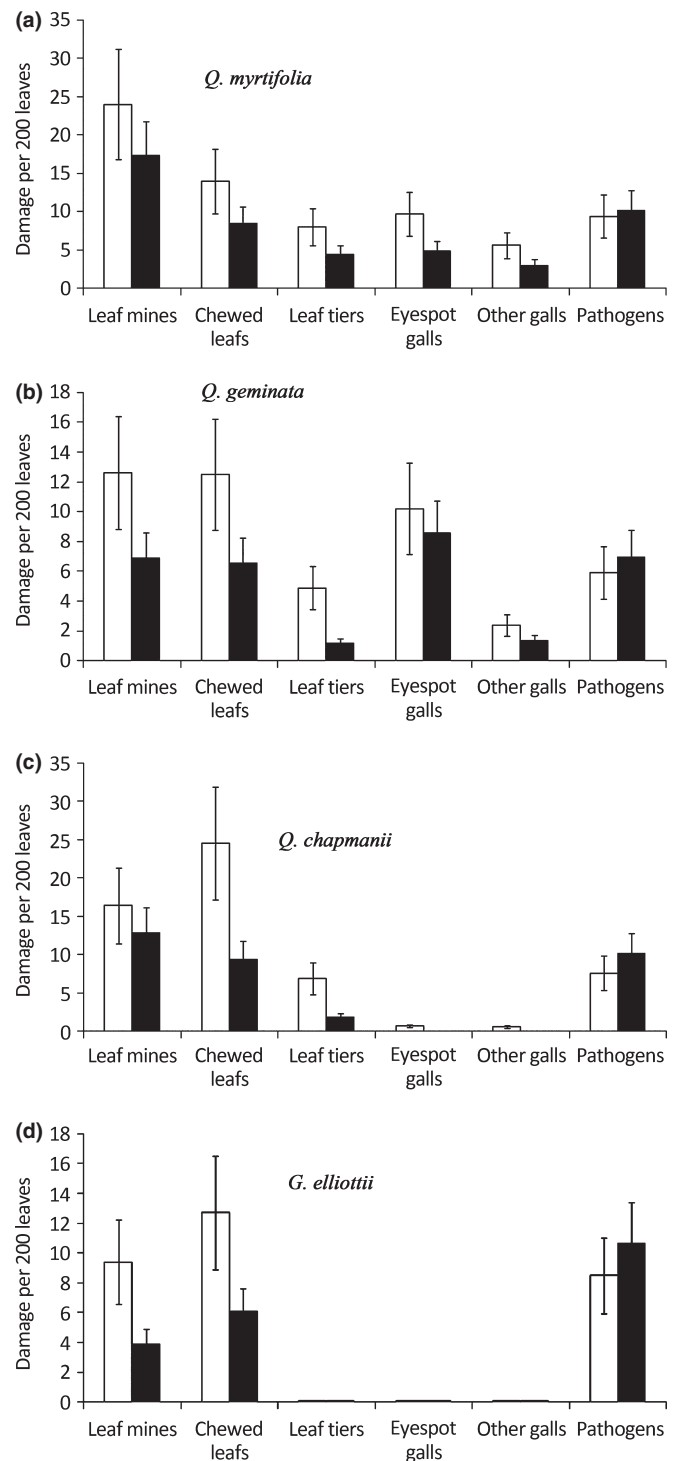 (a)
Q. myrtifolia
Damage per 200 leaves
35
30
25
20
15
10
5
0
Leaf mines Chewed leafs Leaf tiers Eyespot galls Other galls Pathogens
(b)
Q. geminata
Damage per 200 leaves
18
16
14
12
10
8
6
4
2
0
Leaf mines Chewed leafs Leaf tiers Eyespot galls Other galls Pathogens
(c)
Q. chapmanii
Damage per 200 leaves
35
30
25
20
15
10
5
0
Leaf mines Chewed leafs Leaf tiers Eyespot galls Other galls Pathogens
(d)
G. elliottii
Damage per 200 leaves
18
16
14
12
10
8
6
4
2
0
Leaf mines Chewed leafs Leaf tiers Eyespot galls Other galls Pathogens